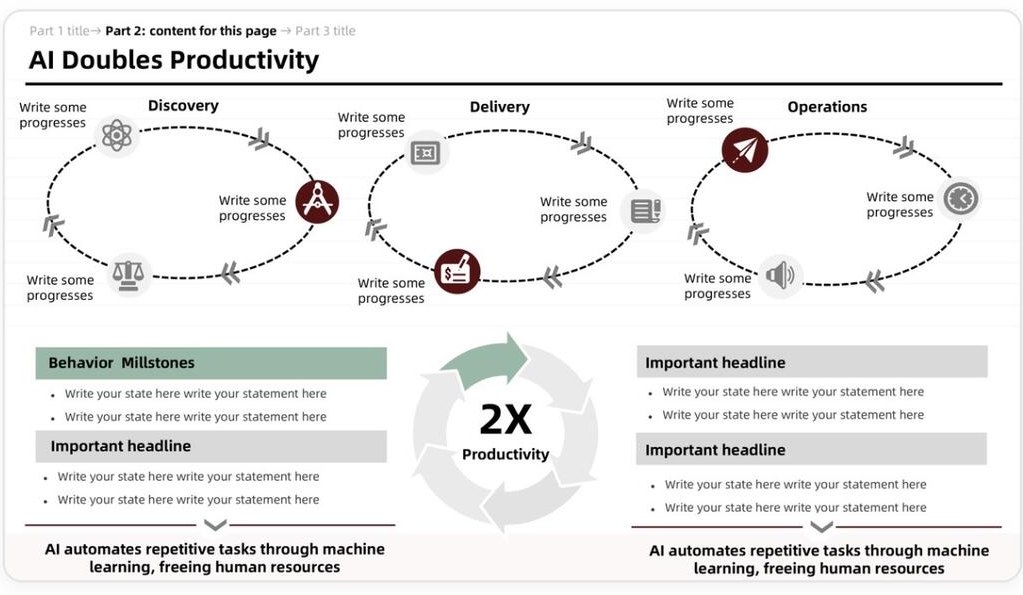 Part 1 title→ Part 2: content for this page → Part 3 title
AI Doubles Productivity
Discovery
Write some
progresses
Write some
progresses
Write some
progresses
Delivery
Write some
progresses
Write some
progresses
Write some
progresses
Operations
Write some
progresses
Write some
progresses
Write some
progresses
Behavior Millstones
• Write your state here write your statement here
• Write your state here write your statement here
Important headline
• Write your state here write your statement here
• Write your state here write your statement here
AI automates repetitive tasks through machine
learning, freeing human resources
2X
Productivity
Important headline
• Write your state here write your statement here
• Write your state here write your statement here
Important headline
• Write your state here write your statement here
• Write your state here write your statement here
AI automates repetitive tasks through machine
learning, freeing human resources